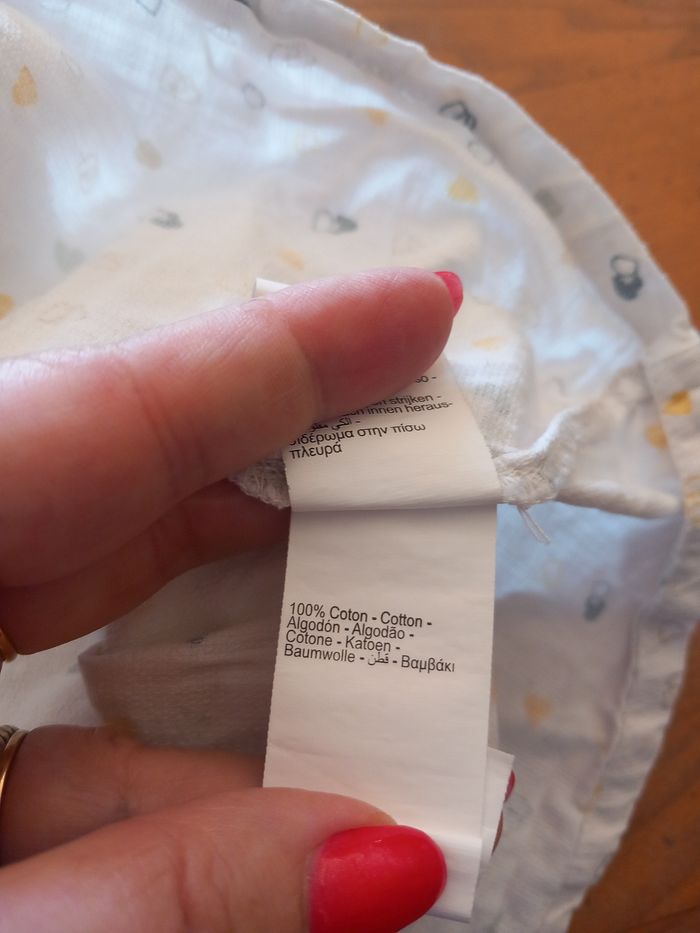 strijken -
innen heraus-
σιδέρωμα στην πίσω
πλευρά
100% Coton - Cotton -
Algodón - Algodão -
Cotone - Katoen -
Baumwolle - قطن - Βαμβάκι